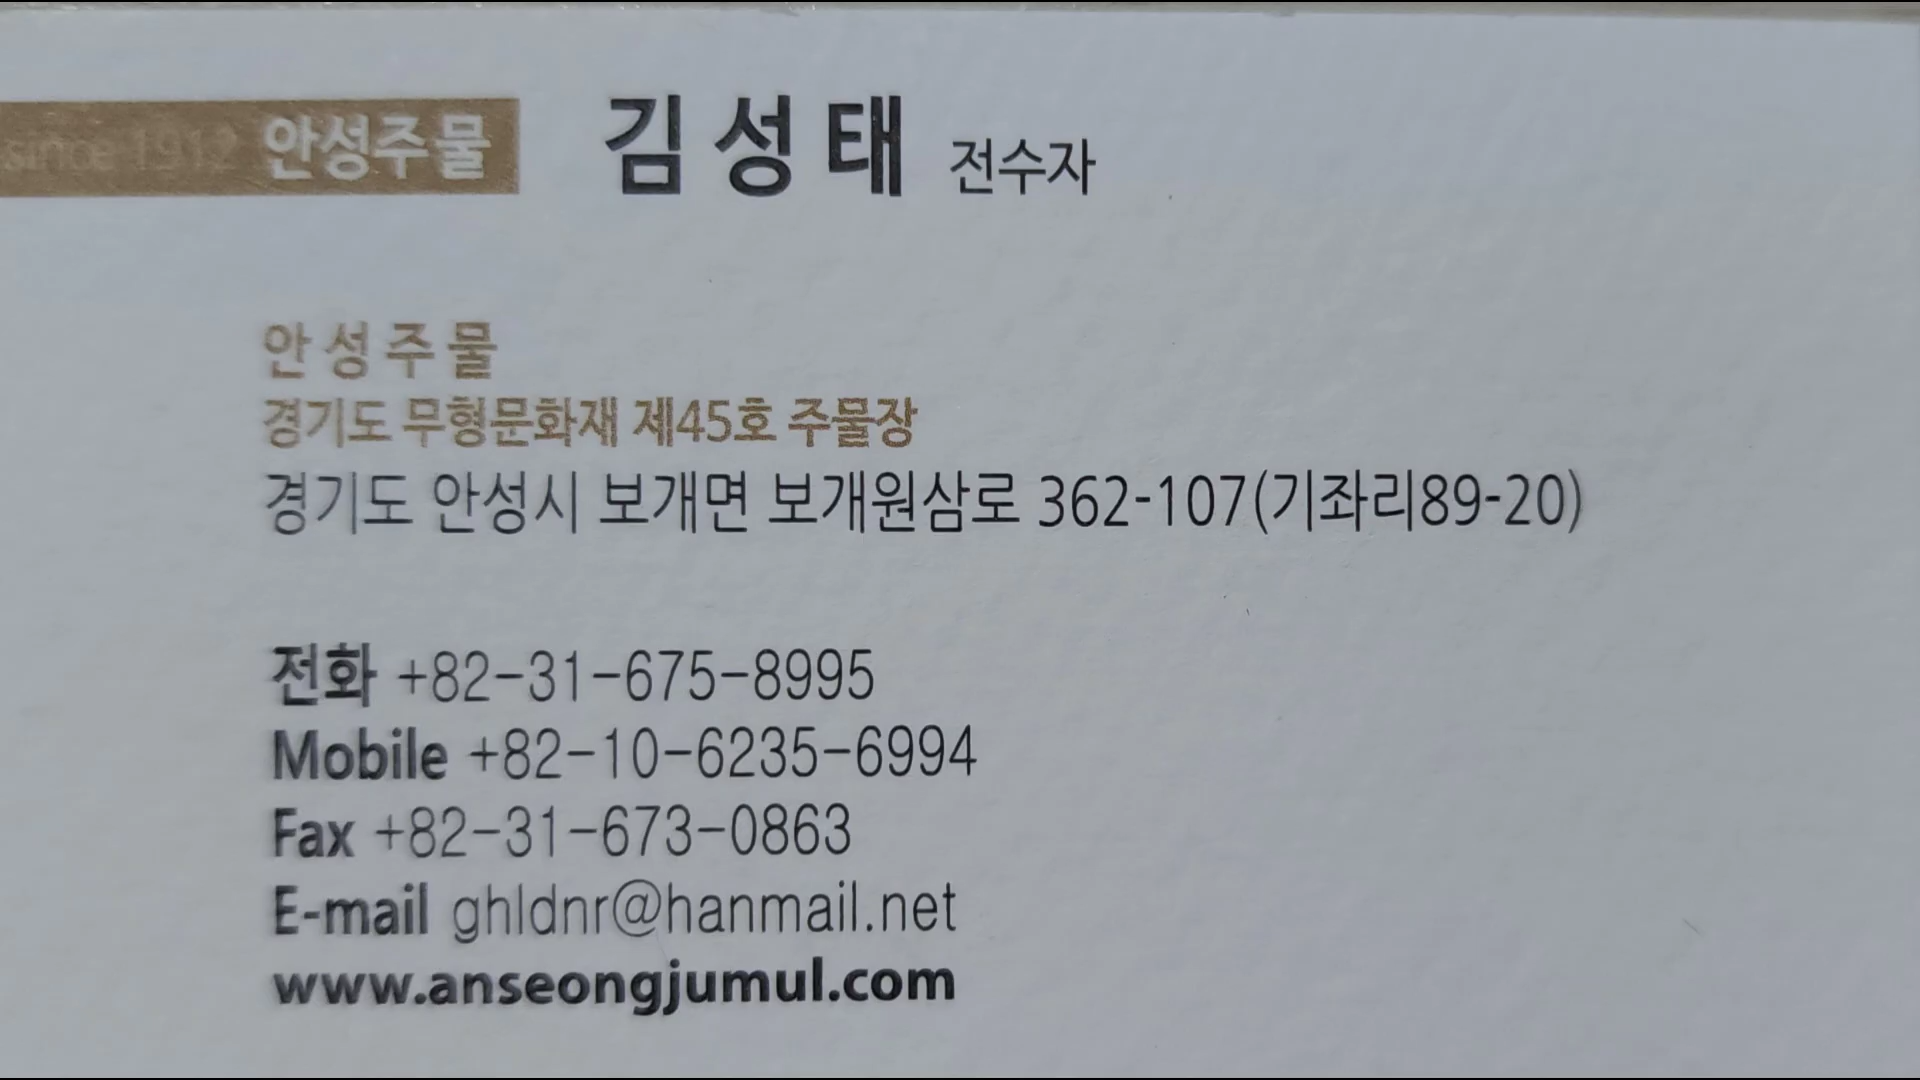 since 1912 안성주물 김성태 전수자
안성주물
경기도 무형문화재 제45호 주물장
경기도 안성시 보개면 보개원삼로 362-107(기좌리89-20)
전화 +82-31-675-8995
Mobile +82-10-6235-6994
Fax +82-31-673-0863
E-mail ghldnr@hanmail.net
www.anseongjumul.com